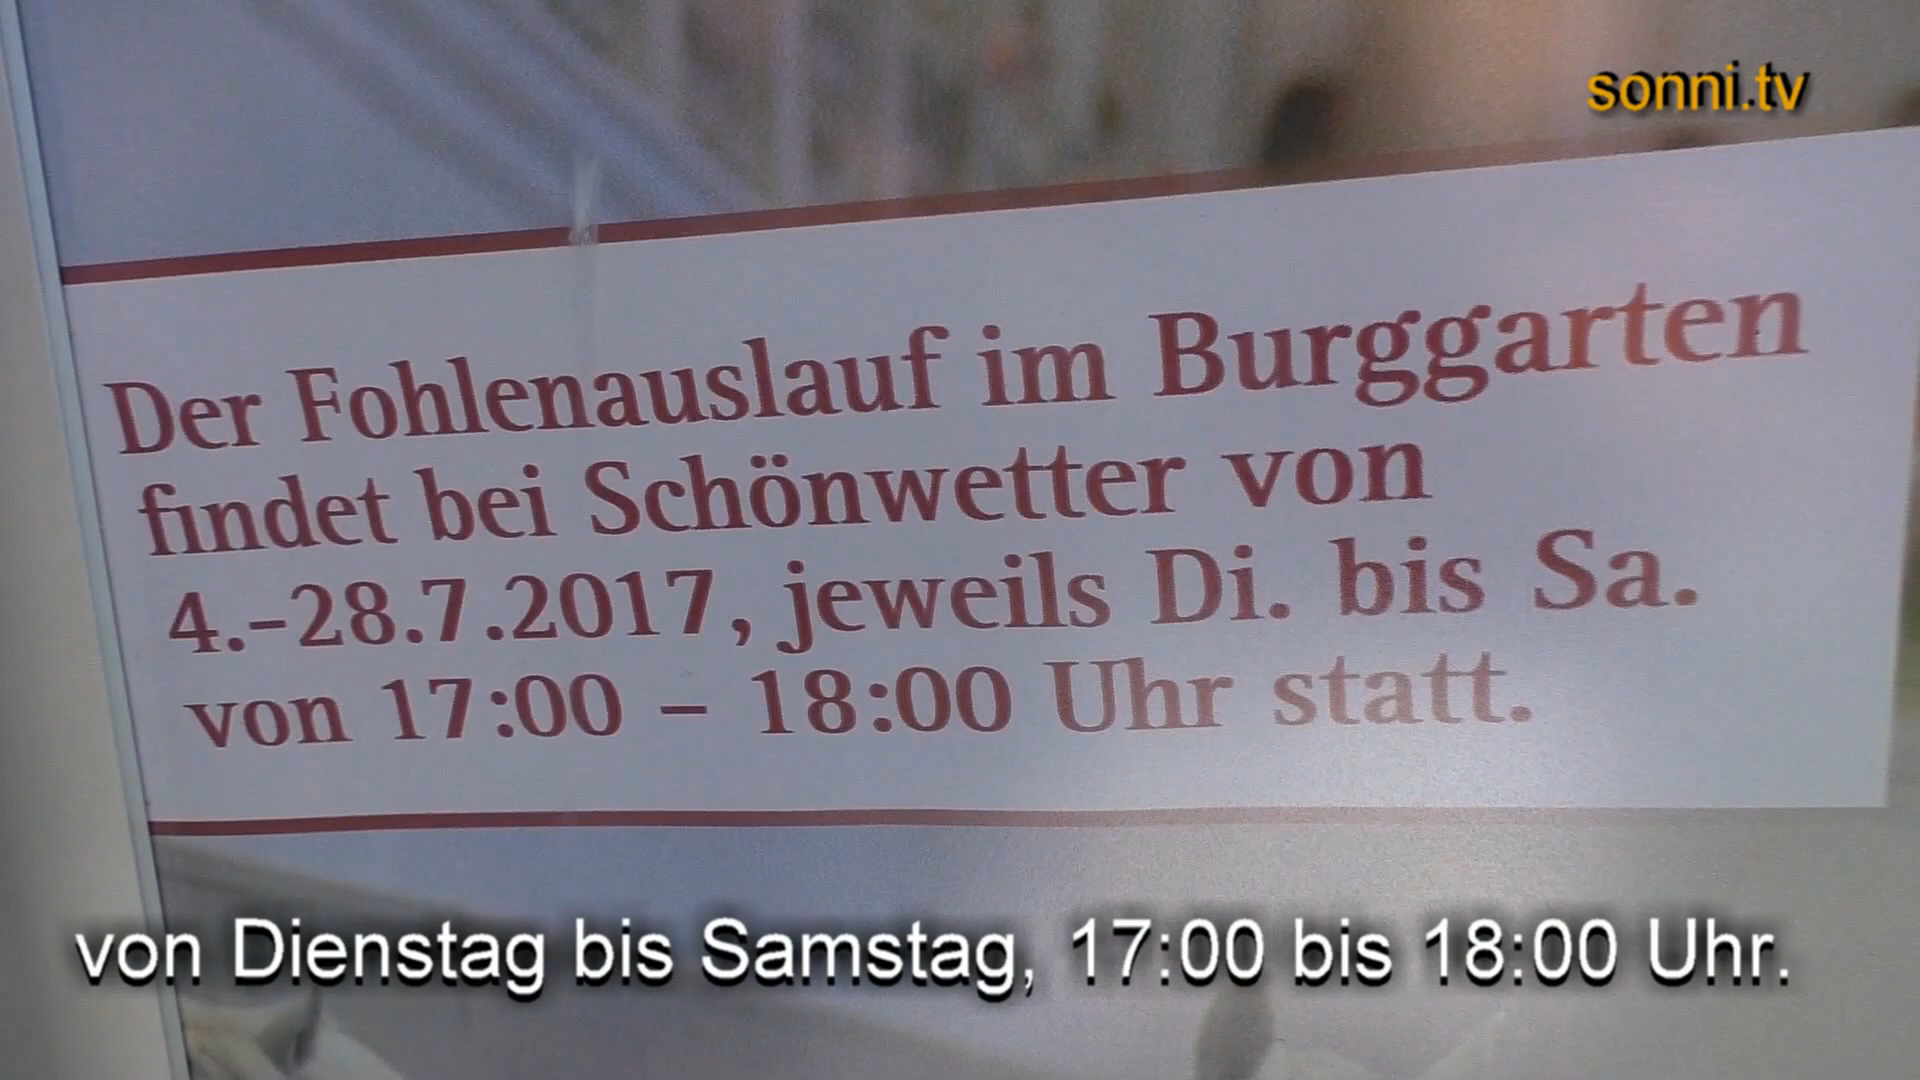 sonni.tv
Der Fohlenauslauf im Burggarten
findet bei Schönwetter von
4.-28.7.2017, jeweils Di. bis Sa.
von 17:00 – 18:00 Uhr statt.
von Dienstag bis Samstag, 17:00 bis 18:00 Uhr.